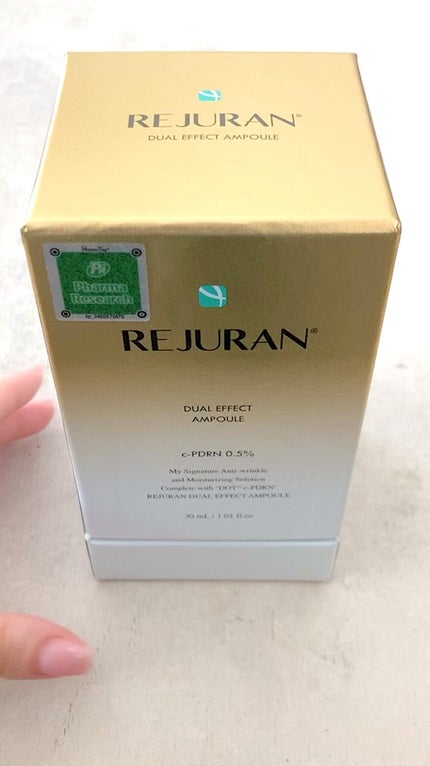 REJURAN®
DUAL EFFECT AMPOULE
Pharma
Research
REJURAN®
DUAL EFFECT
AMPOULE
c-PDRN 0.5%
My Signature Anti-wrinkle
and Moisturizing Solution
Complete with "DOT™ c-PDRN"
REJURAN DUAL EFFECT AMPOULE
30 mL / 1.01 fl.oz